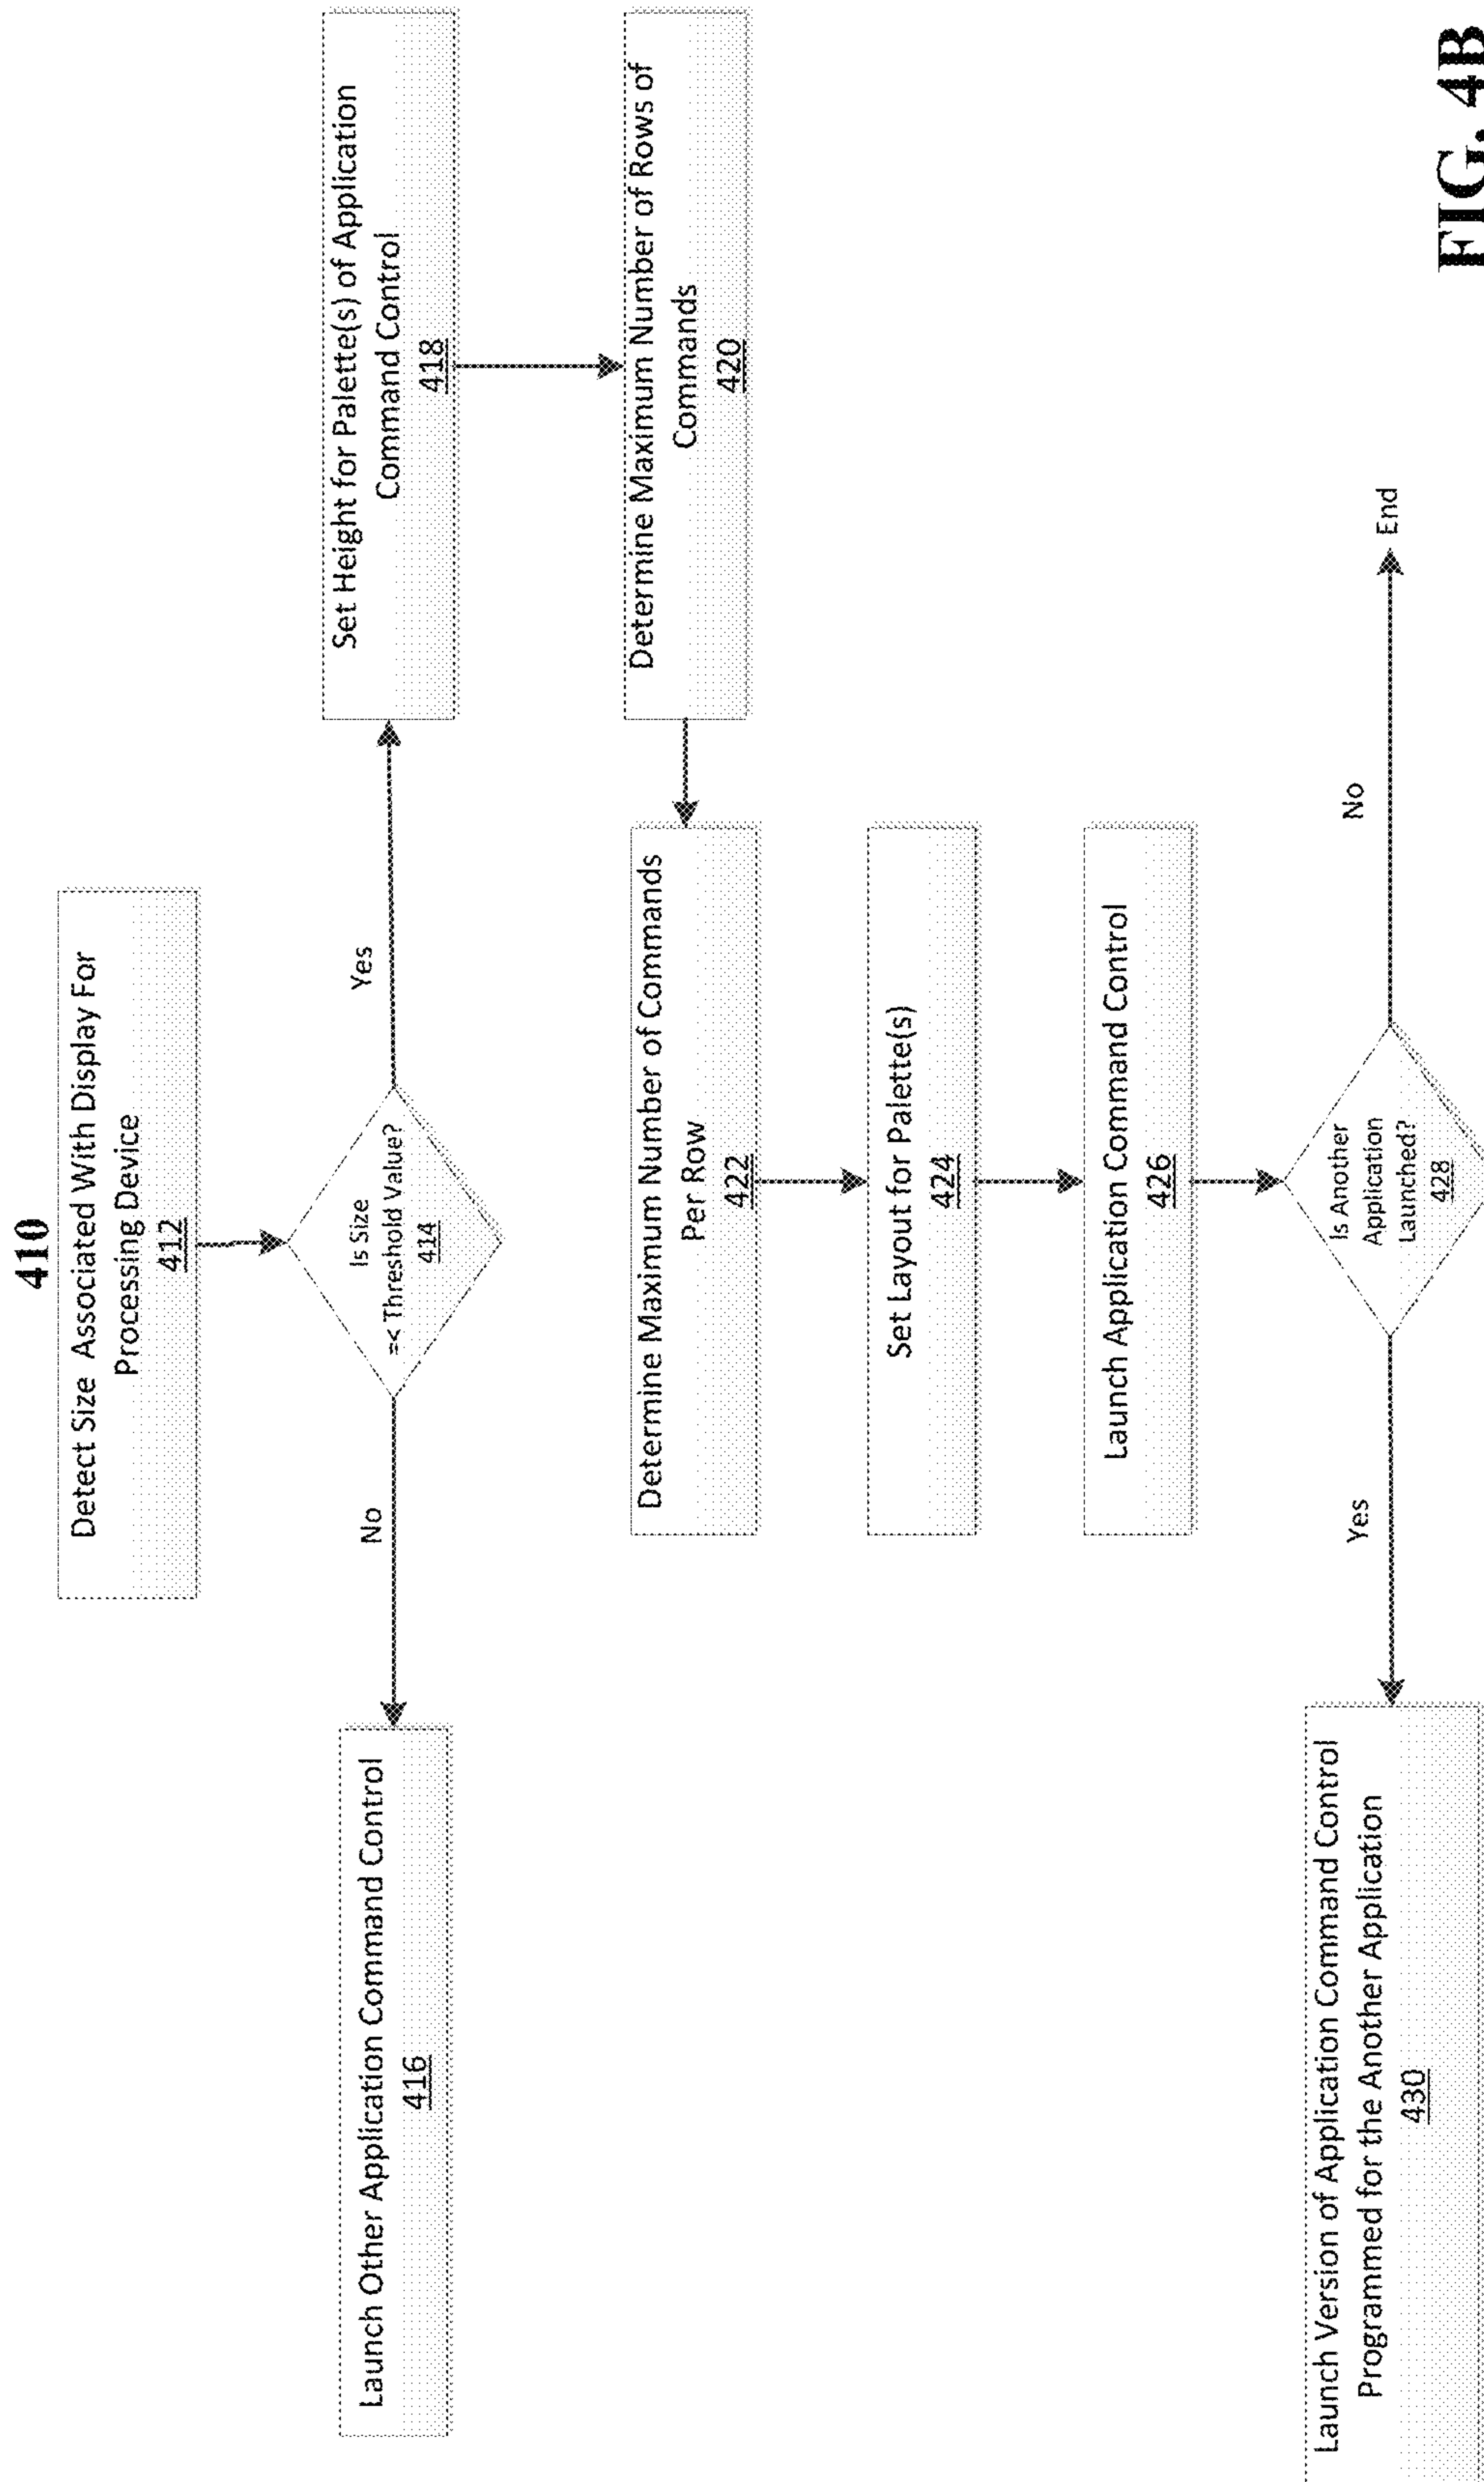 410
Detect Size Associated With Display For
Processing Device
412
Is Size
=< Threshold Value?
414
No
Yes
Launch Other Application Command Control
416
Set Height for Palette(s) of Application
Command Control
418
Determine Maximum Number of Rows of
Commands
420
Determine Maximum Number of Commands
Per Row
422
Set Layout for Palette(s)
424
Launch Application Command Control
426
Is Another
Application
Launched?
428
Yes
No
End
Launch Version of Application Command Control
Programmed for the Another Application
430
FIG. 4B